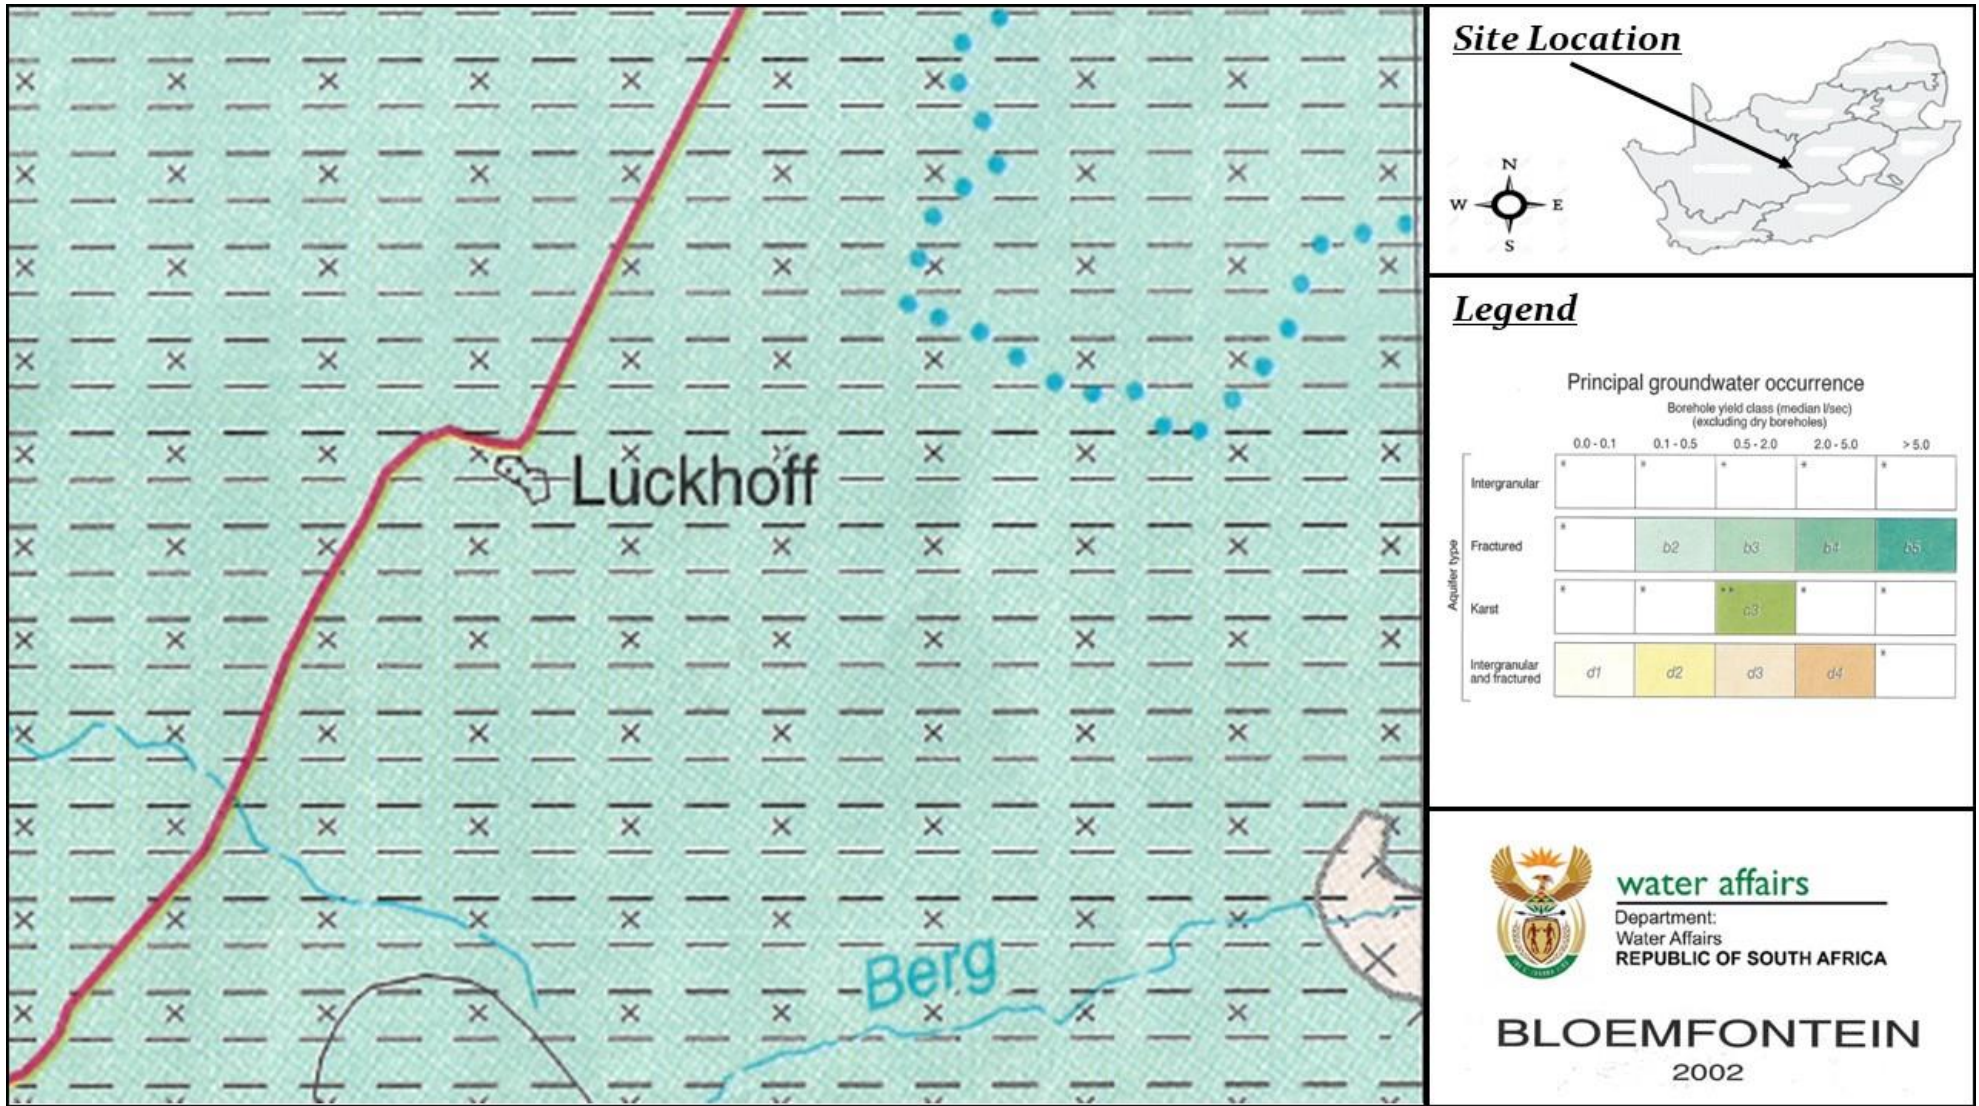 Luckhoff
Berg
Site Location
N
W
E
S
Legend
Principal groundwater occurrence
Borehole yield class (median l/sec)
(excluding dry boreholes)
0.0 - 0.1
0.1 - 0.5
0.5 - 2.0
2.0 - 5.0
> 5.0
Aquifer type
Intergranular
*
*
*
*
*
Fractured
*
b2
b3
b4
b5
Karst
*
*
**
c3
*
*
Intergranular
and fractured
d1
d2
d3
d4
*
water affairs
Department:
Water Affairs
REPUBLIC OF SOUTH AFRICA
BLOEMFONTEIN
2002